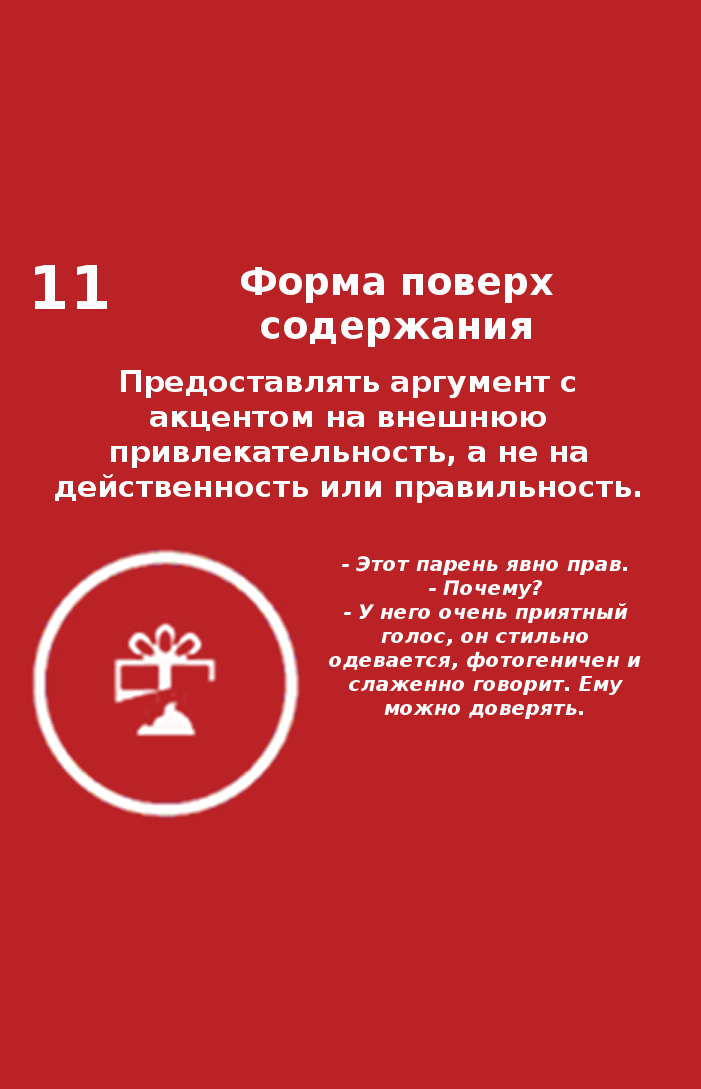 11
Форма поверх
содержания
Предоставлять аргумент с
акцентом на внешнюю
привлекательность, а не на
действенность или правильность.
- Этот парень явно прав.
- Почему?
- У него очень приятный
голос, он стильно
одевается, фотогеничен и
слаженно говорит. Ему
можно доверять.